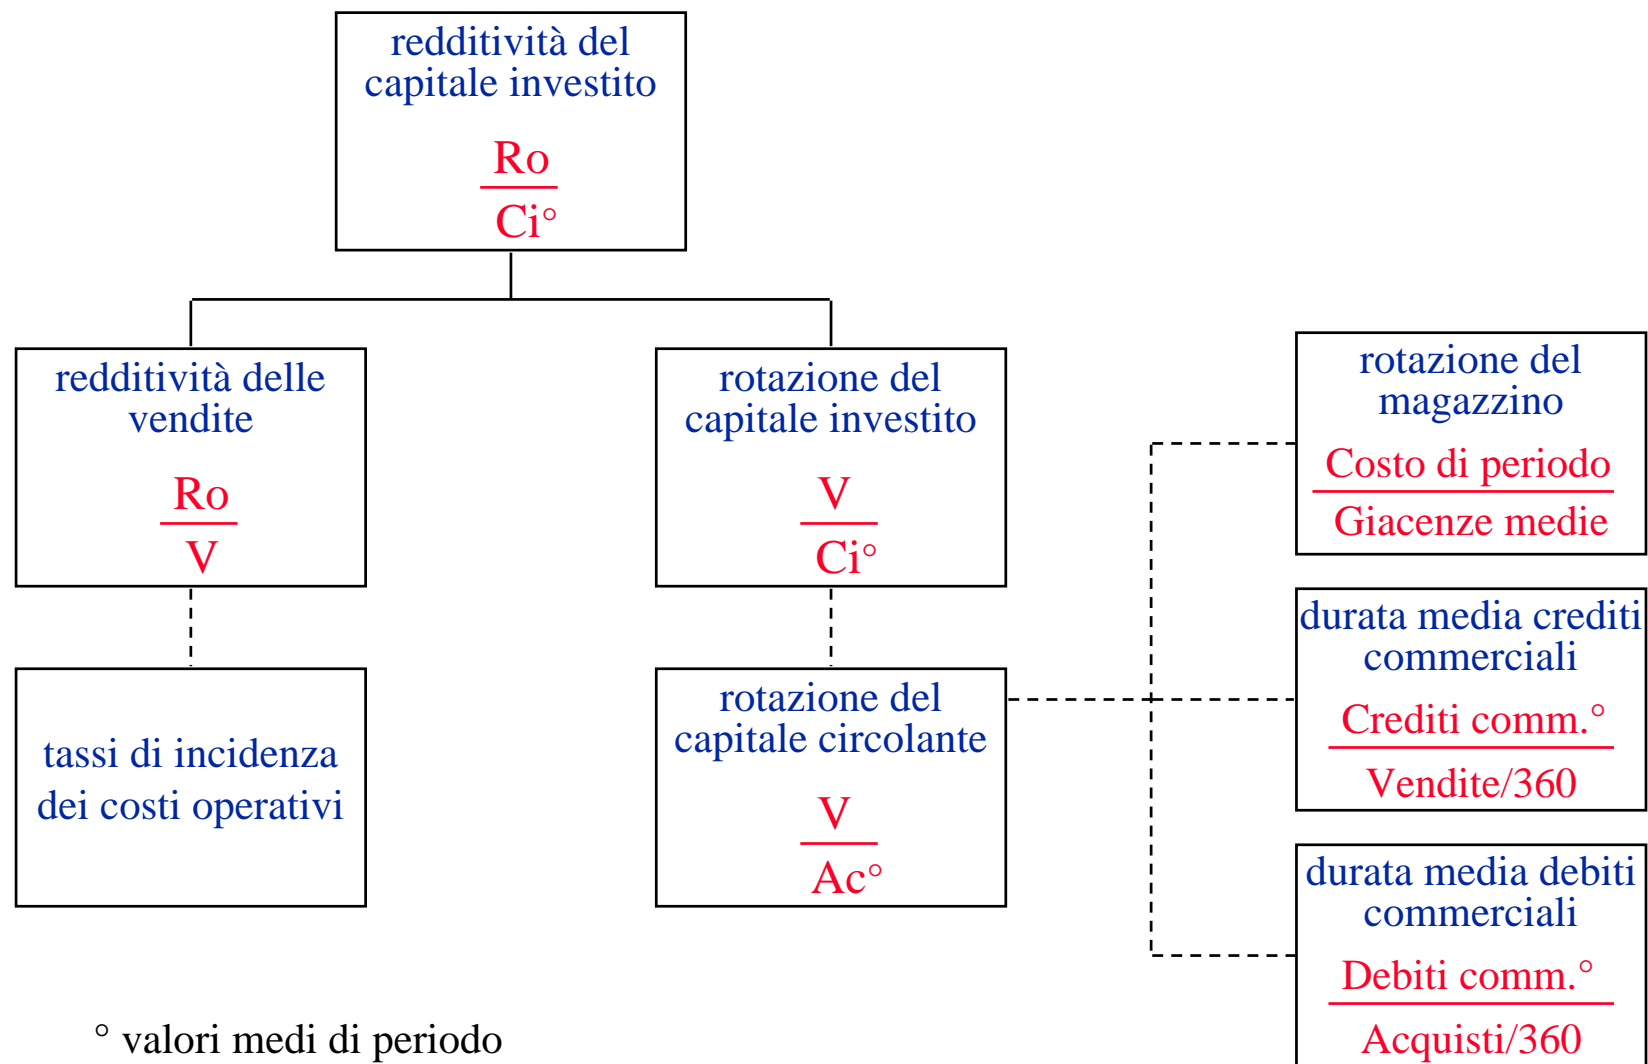 redditività del
capitale investito
Ro
Ci°
redditività delle
vendite
Ro
V
rotazione del
capitale investito
V
Ci°
rotazione del
magazzino
Costo di periodo
Giacenze medie
tassi di incidenza
dei costi operativi
rotazione del
capitale circolante
V
Ac°
durata media crediti
commerciali
Crediti comm.°
Vendite/360
durata media debiti
commerciali
Debiti comm.°
Acquisti/360
° valori medi di periodo